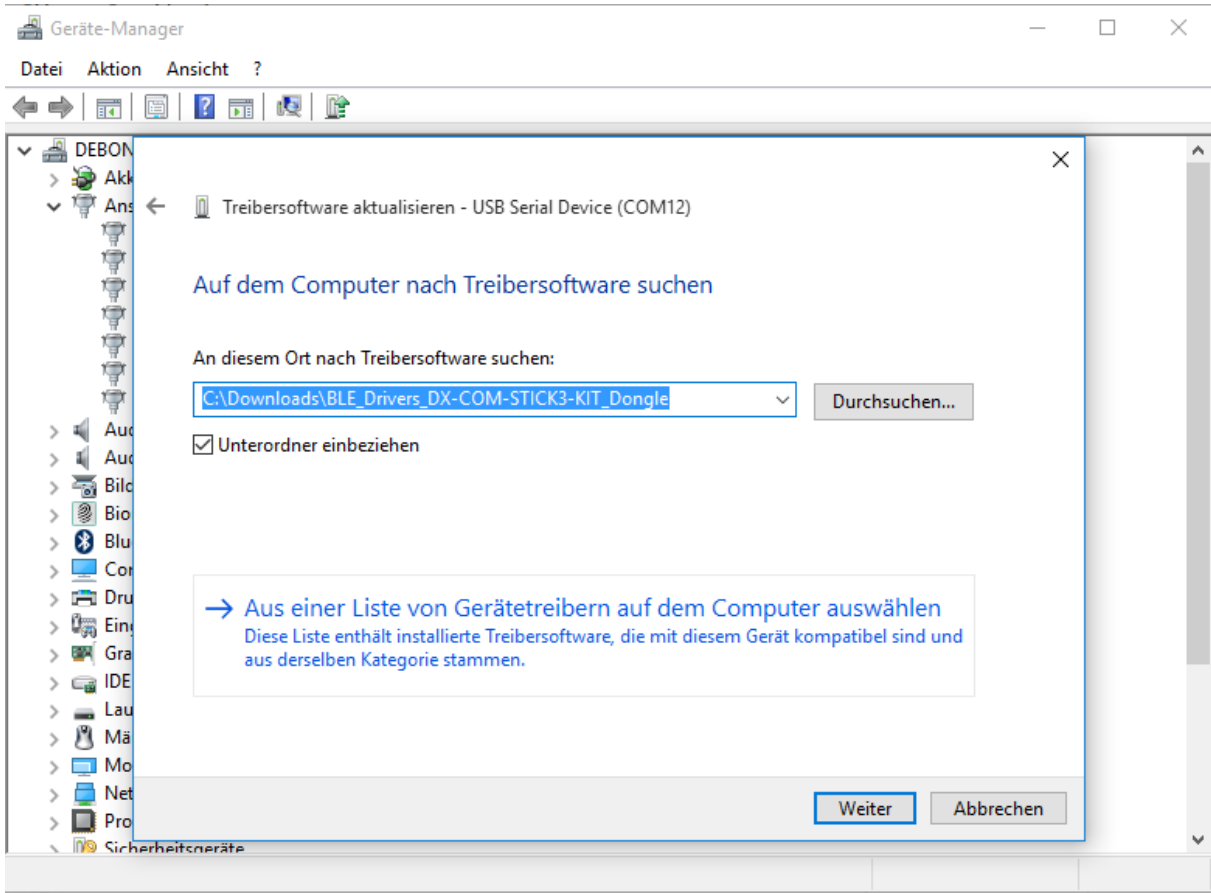 Geräte-Manager
Datei Aktion Ansicht ?
DEBON
Akk
Ans
Treibersoftware aktualisieren - USB Serial Device (COM12)
Auf dem Computer nach Treibersoftware suchen
An diesem Ort nach Treibersoftware suchen:
C:\Downloads\BLE_Drivers_DX-COM-STICK3-KIT_Dongle
Durchsuchen...
Unterordner einbeziehen
Aud
Aud
Bild
Bio
Blu
Cor
Dru
Eing
Gra
IDE
Lau
Mä
Mo
Net
Pro
Aus einer Liste von Gerätetreibern auf dem Computer auswählen
Diese Liste enthält installierte Treibersoftware, die mit diesem Gerät kompatibel sind und
aus derselben Kategorie stammen.
Weiter Abbrechen
Sicherheitsgeräte